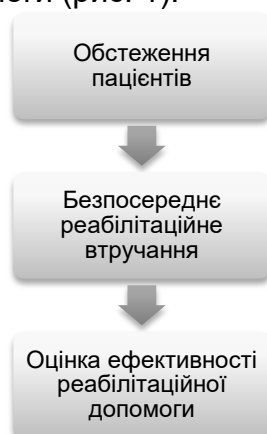 (рис. 1).
Обстеження
пацієнтів
Безпосереднє
реабілітаційне
втручання
Оцінка ефективності
реабілітаційної
допомоги